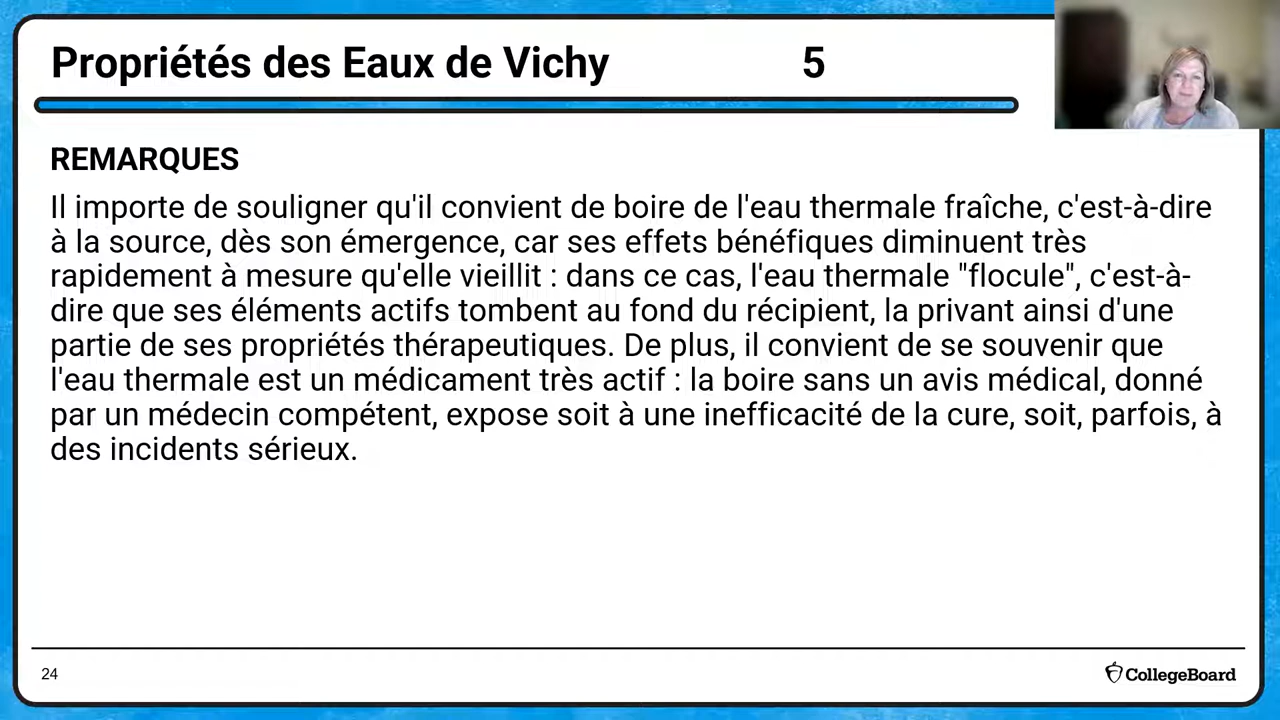 Propriétés des Eaux de Vichy 5
REMARQUES
Il importe de souligner qu'il convient de boire de l'eau thermale fraîche, c'est-à-dire
à la source, dès son émergence, car ses effets bénéfiques diminuent très
rapidement à mesure qu'elle vieillit : dans ce cas, l'eau thermale "flocule", c'est-à-
dire que ses éléments actifs tombent au fond du récipient, la privant ainsi d'une
partie de ses propriétés thérapeutiques. De plus, il convient de se souvenir que
l'eau thermale est un médicament très actif : la boire sans un avis médical, donné
par un médecin compétent, expose soit à une inefficacité de la cure, soit, parfois, à
des incidents sérieux.
24
CollegeBoard